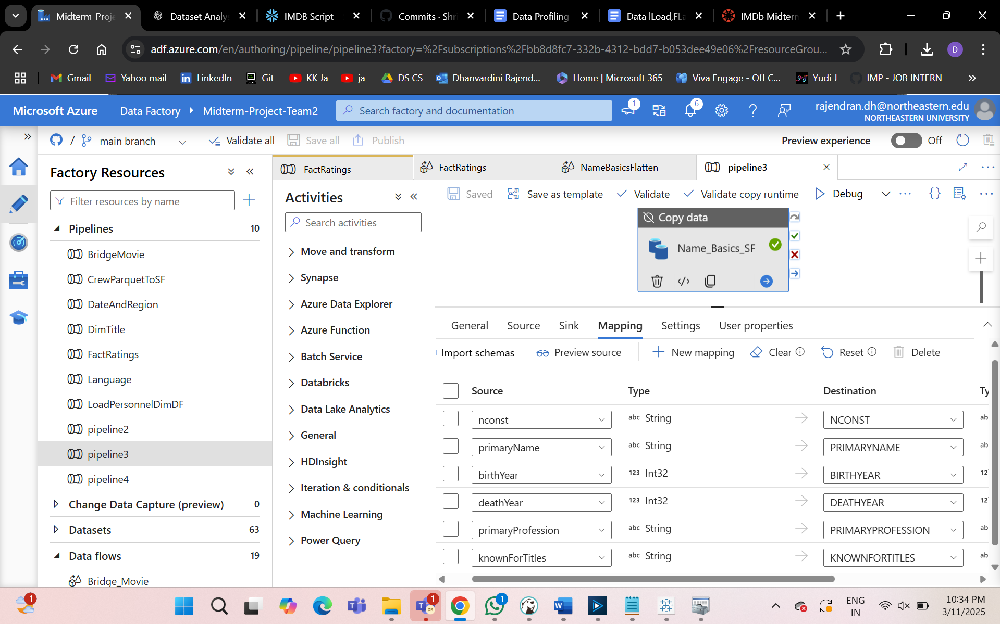 Midterm-Proje
Dataset Analy
IMDB Script -
Commits · Shri
Data Profiling
Data lLoad,FLa
IMDb Midterm
adf.azure.com/en/authoring/pipeline/pipeline3?factory=%2Fsubscriptions%2Fbb8d8fc7-332b-4312-bdd7-b053dee49e06%2FresourceGrou...
D
Gmail
Yahoo mail
LinkedIn
Git
KK Ja
ja
DS CS
Dhanvardini Rajend...
Home | Microsoft 365
Viva Engage - Off C...
Yudi J
IMP - JOB INTERN
Microsoft Azure
Data Factory
Midterm-Project-Team2
Search factory and documentation
1
6
rajendran.dh@northeastern.edu
NORTHEASTERN UNIVERSITY
/
main branch
Validate all
Save all
Publish
Preview experience
Off
Factory Resources
Filter resources by name
Pipelines 10
BridgeMovie
CrewParquetToSF
DateAndRegion
DimTitle
FactRatings
Language
LoadPersonnelDimDF
pipeline2
pipeline3
pipeline4
Change Data Capture (preview) 0
Datasets 63
Data flows 19
Bridge_Movie
FactRatings
FactRatings
NameBasicsFlatten
pipeline3
Activities
Search activities
Move and transform
Synapse
Azure Data Explorer
Azure Function
Batch Service
Databricks
Data Lake Analytics
General
HDInsight
Iteration & conditionals
Machine Learning
Power Query
Saved
Save as template
Validate
Validate copy runtime
Debug
Copy data
Name_Basics_SF
General
Source
Sink
Mapping
Settings
User properties
Import schemas
Preview source
New mapping
Clear
Reset
Delete
Source Type Destination Ty
nconst abc String NCONST abc
primaryName abc String PRIMARYNAME abc
birthYear 123 Int32 BIRTHYEAR 12
deathYear 123 Int32 DEATHYEAR 12
primaryProfession abc String PRIMARYPROFESSION abc
knownForTitles abc String KNOWNFORTITLES abc
1
1
DR
1
ENG
IN
10:34 PM
3/11/2025